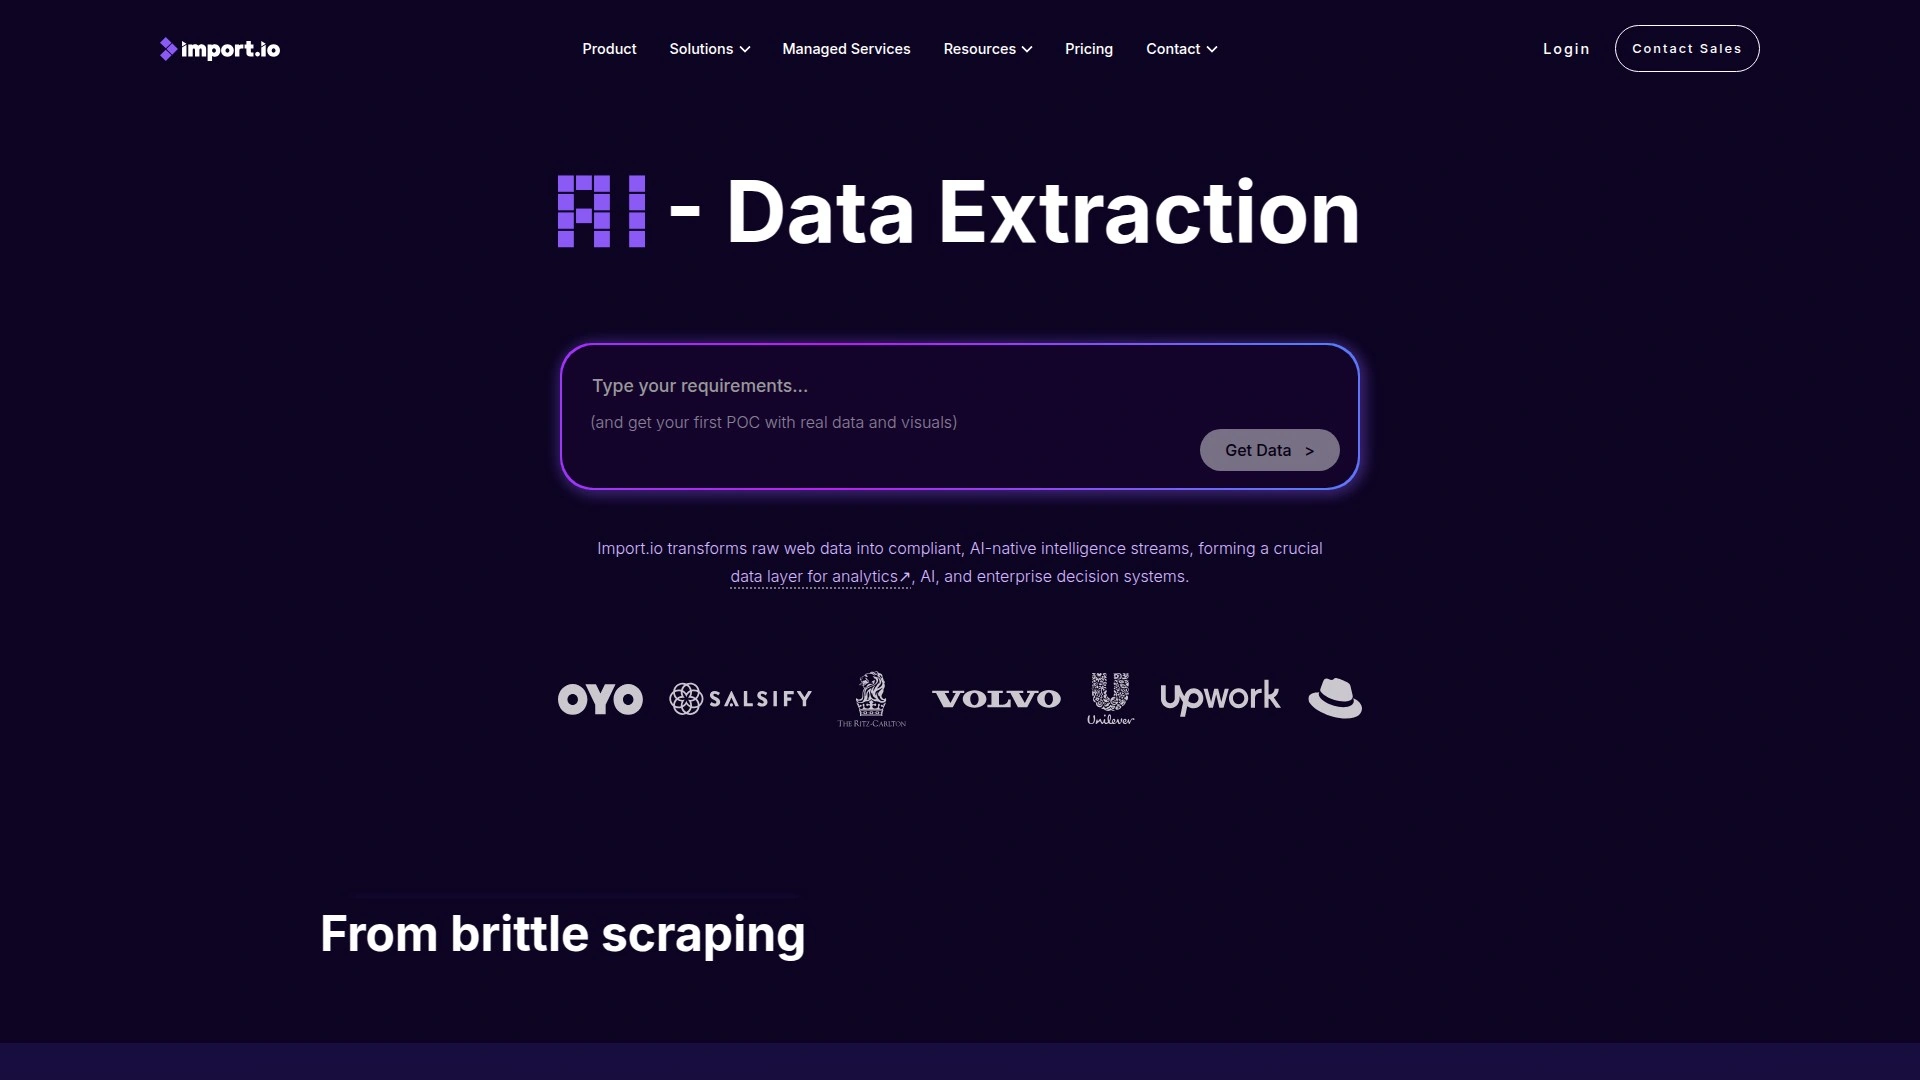 import.io
Product
Solutions
Managed Services
Resources
Pricing
Contact
Login
Contact Sales
AI - Data Extraction
Type your requirements...
(and get your first POC with real data and visuals)
Get Data >
Import.io transforms raw web data into compliant, AI-native intelligence streams, forming a crucial
data layer for analytics↗, AI, and enterprise decision systems.
OYO
SALSIFY
THE RITZ-CARLTON
VOLVO
Unilever
upwork
From brittle scraping